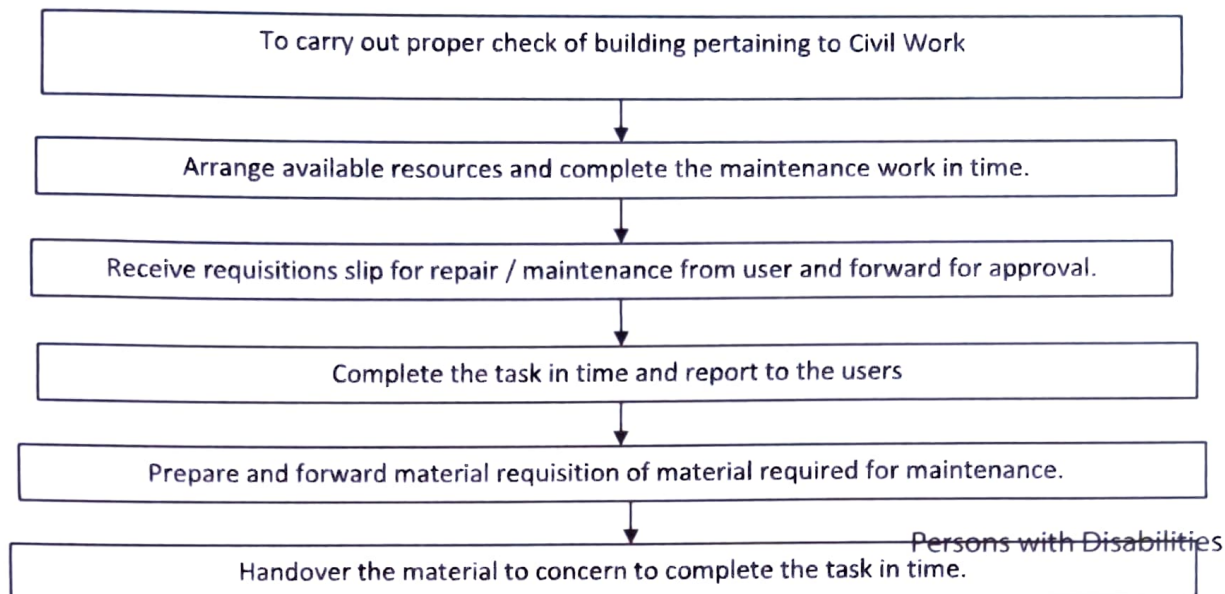 To carry out proper check of building pertaining to Civil Work
Arrange available resources and complete the maintenance work in time.
Receive requisitions slip for repair / maintenance from user and forward for approval.
Complete the task in time and report to the users
Prepare and forward material requisition of material required for maintenance.
Persons with Disabilities
Handover the material to concern to complete the task in time.